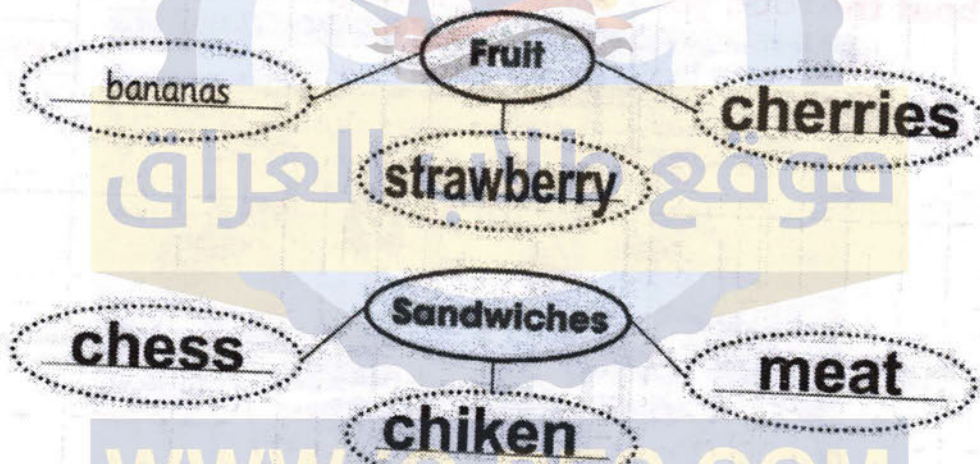 Fruit
bananas
cherries
strawberry
موقع طلاب العراق
Sandwiches
chess
meat
chiken